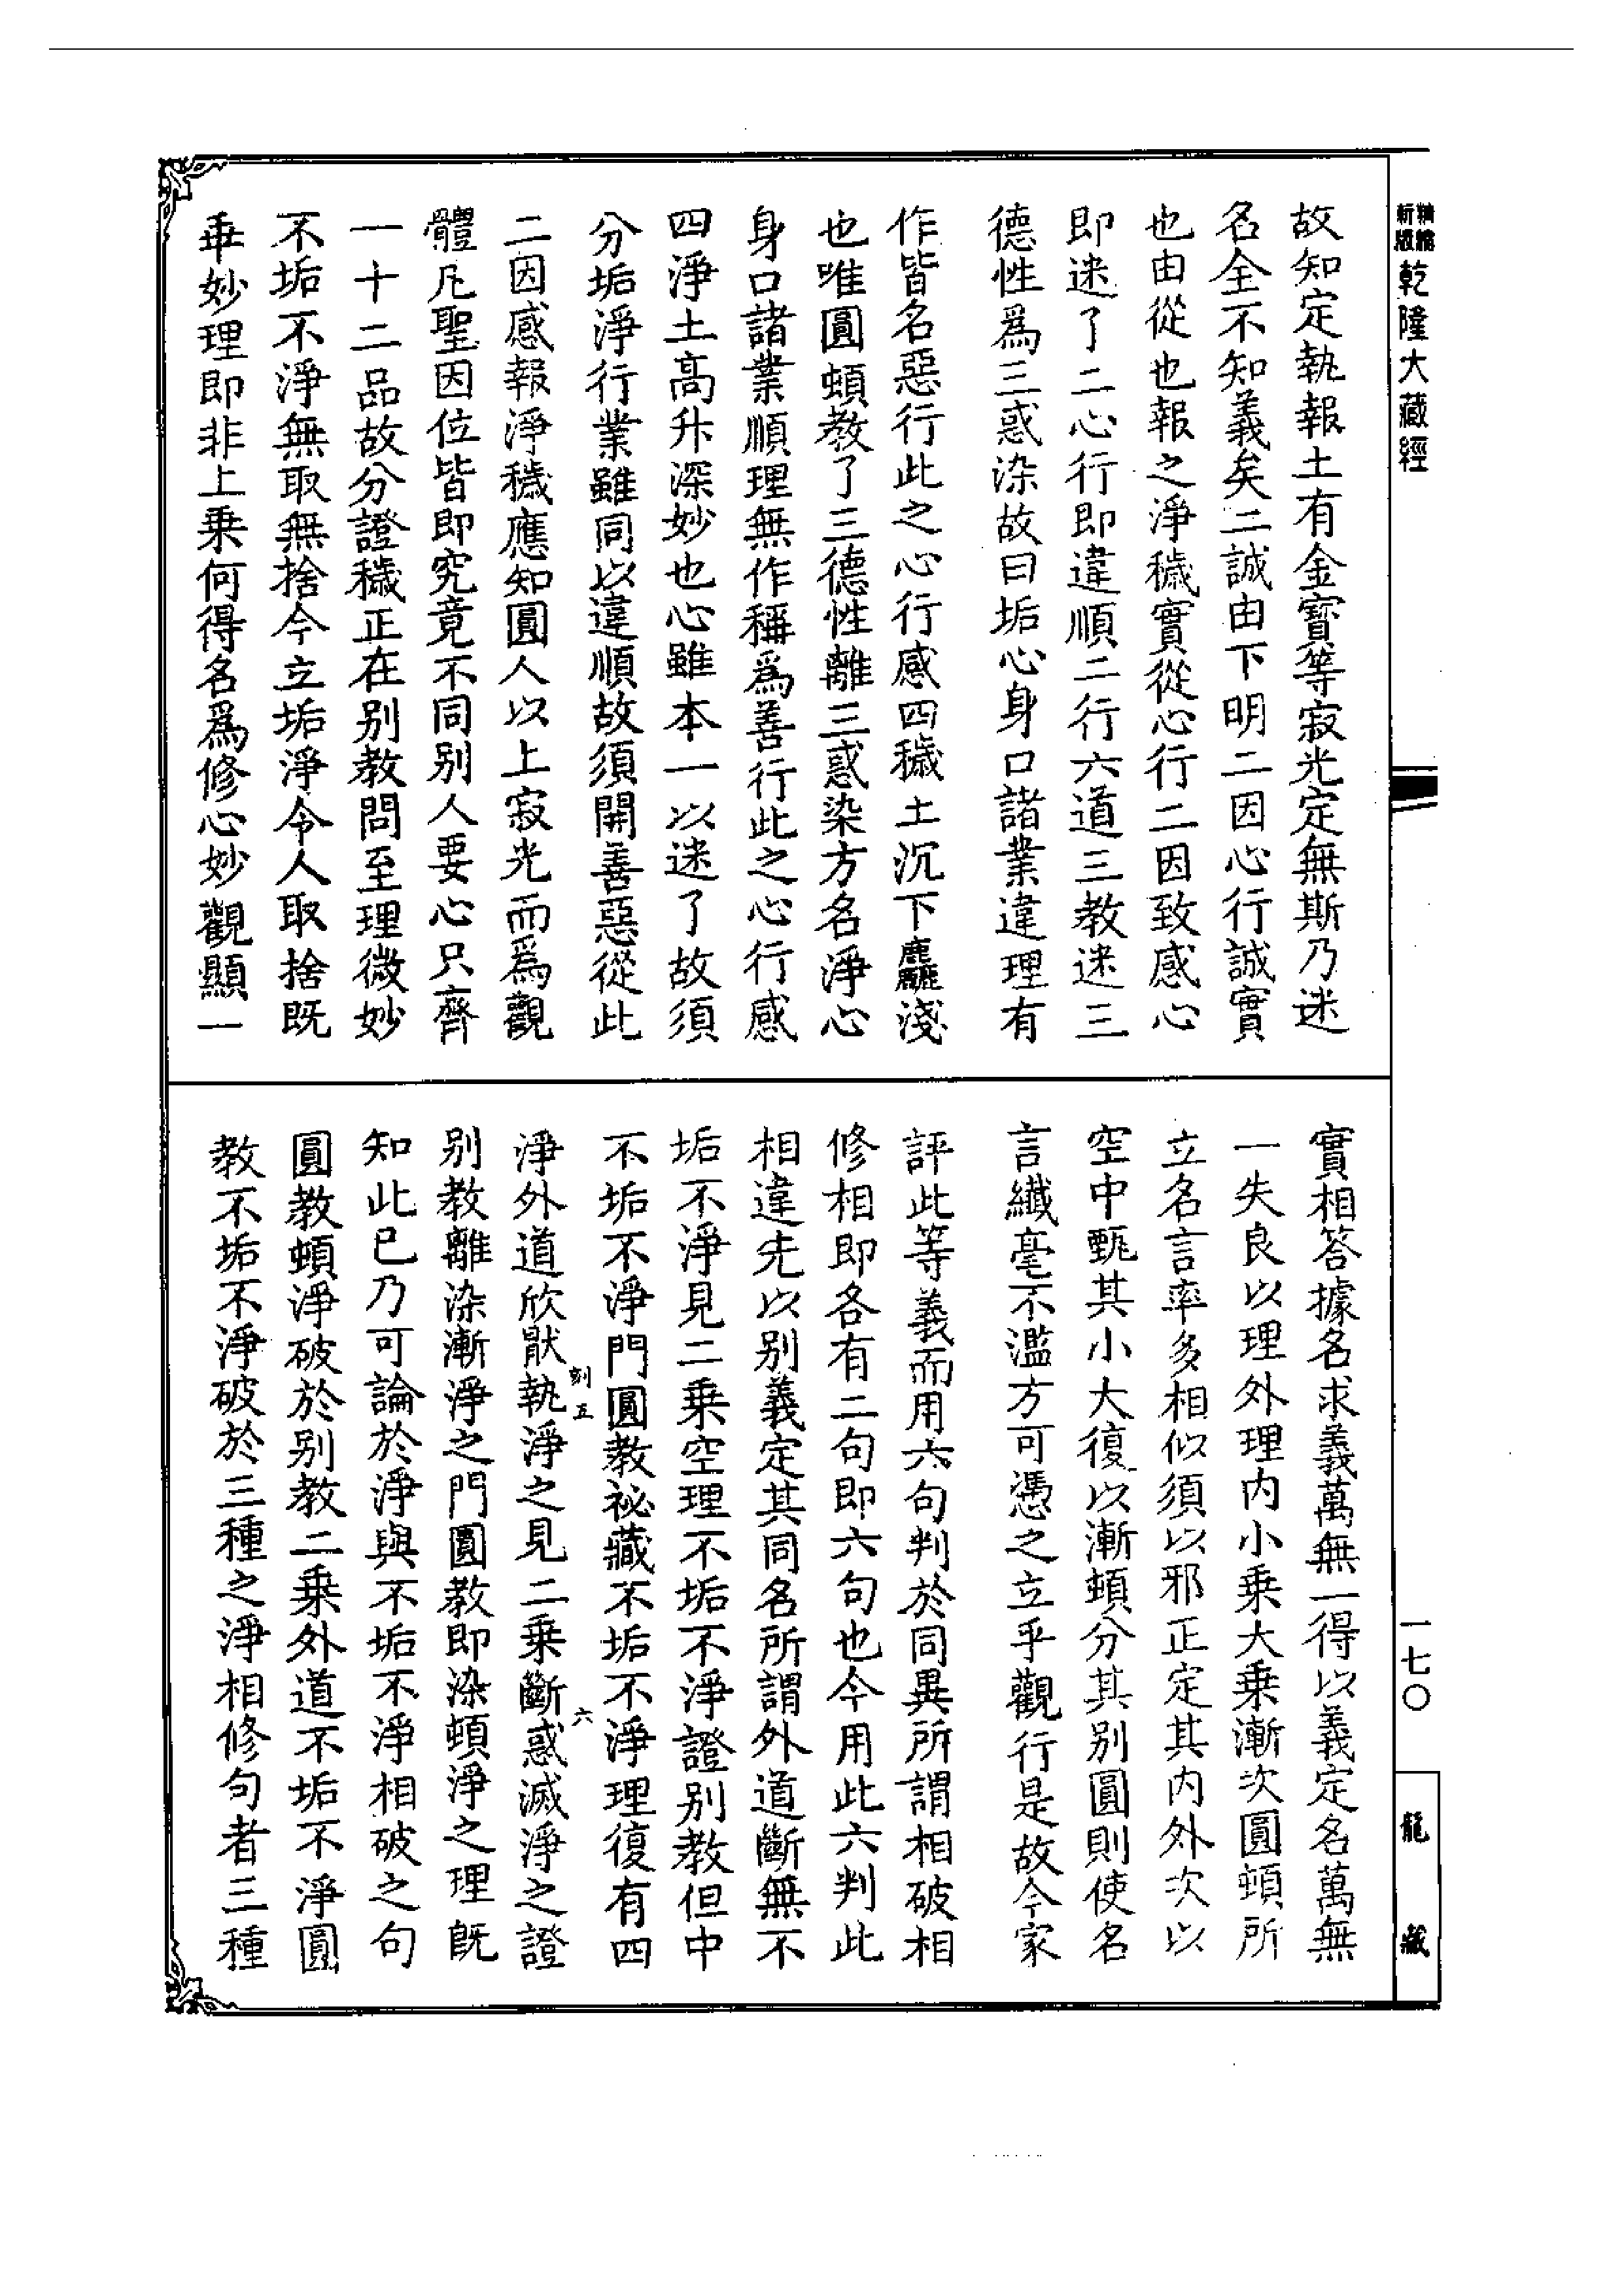 精縮
新版
乾隆大藏經
故知定執報土有金寶等寂光定無斯乃迷
名全不知義矣二誠由下明二因心行誠實
也由從也報之淨穢實從心行二因致感心
即迷了二心行即違順二行六道三教迷三
德性爲三惑染故曰垢心身口諸業違理有
作皆名惡行此之心行感四穢土沉下麤淺
也唯圓頓教了三德性離三惑染方名淨心
身口諸業順理無作稱爲善行此之心行感
四淨土高升深妙也心雖本一以迷了故須
分垢淨行業雖同以違順故須開善惡從此
二因感報淨穢應知圓人以上寂光而爲觀
體凡聖因位皆即究竟不同別人要心只齊
一十二品故分證穢正在別教問至理微妙
不垢不淨無取無捨今立垢淨令人取捨既
乖妙理即非上乘何得名爲修心妙觀顯一
實相答據名求義萬無一得以義定名萬無
一失良以理外理内小乘大乘漸次圓頓所
立名言率多相似須以邪正定其内外次以
空中甄其小大復以漸頓分其別圓則使名
言纖毫不濫方可憑之立乎觀行是故今家
評此等義而用六句判於同異所謂相破相
修相即各有二句即六句也今用此六判此
相違先以別義定其同名所謂外道斷無不
垢不淨見二乘空理不垢不淨證別教但中
不垢不淨門圓教祕藏不垢不淨理復有四
刻五
六
淨外道欣猒執淨之見二乘斷惑滅淨之證
別教離染漸淨之門圓教即染頓淨之理既
知此已乃可論於淨與不垢不淨相破之句
圓教頓淨破於別教二乘外道不垢不淨圓
教不垢不淨破於三種之淨相修句者三種
一七〇
龍藏